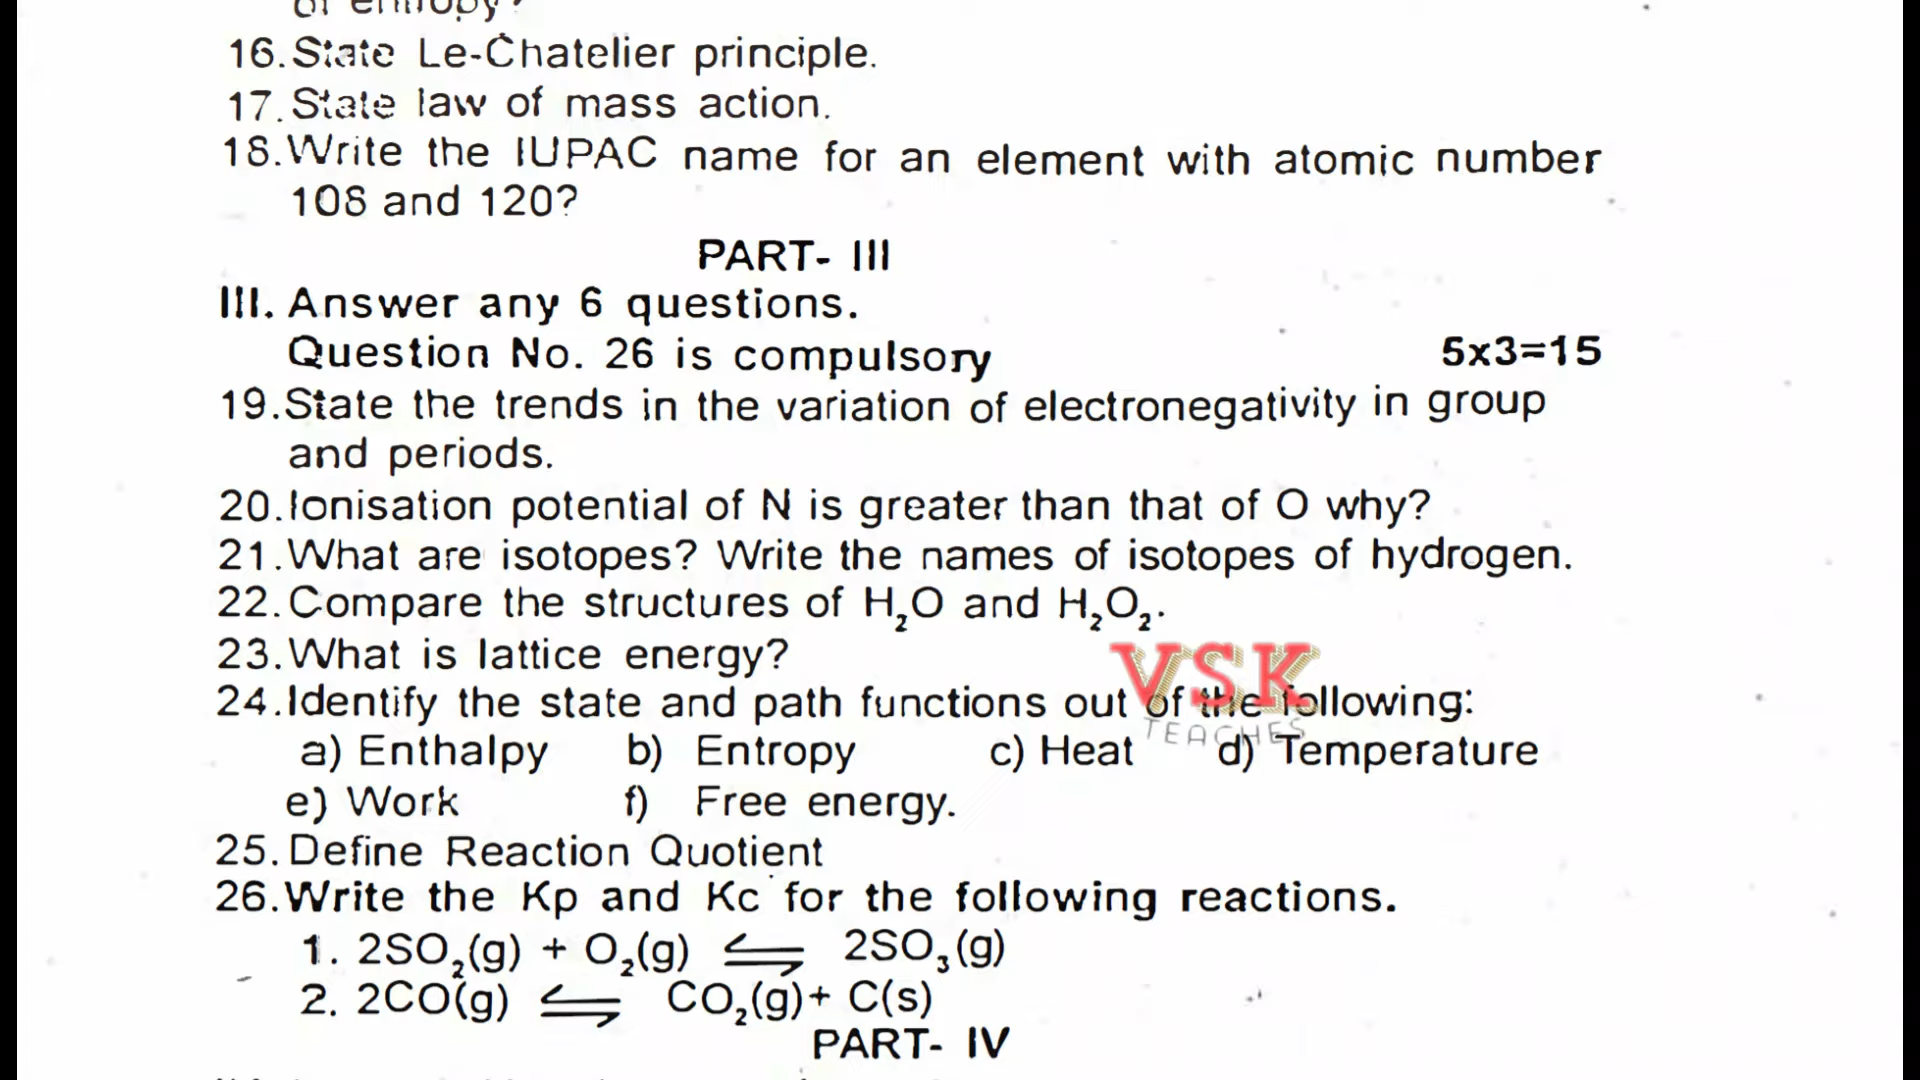 of entropy?
16. State Le-Chatelier principle.
17. State law of mass action.
18. Write the IUPAC name for an element with atomic number
108 and 120?
PART- III
III. Answer any 6 questions.
Question No. 26 is compulsory 5x3=15
19. State the trends in the variation of electronegativity in group
and periods.
20. Ionisation potential of N is greater than that of O why?
21. What are isotopes? Write the names of isotopes of hydrogen.
22. Compare the structures of H₂O and H₂O₂.
23. What is lattice energy?
VSK
TEACHES
24. Identify the state and path functions out of the following:
a) Enthalpy b) Entropy c) Heat d) Temperature
e) Work f) Free energy.
25. Define Reaction Quotient
26. Write the Kp and Kc for the following reactions.
1. 2SO₂(g) + O₂(g) ⇌ 2SO₃(g)
2. 2CO(g) ⇌ CO₂(g)+ C(s)
PART- IV